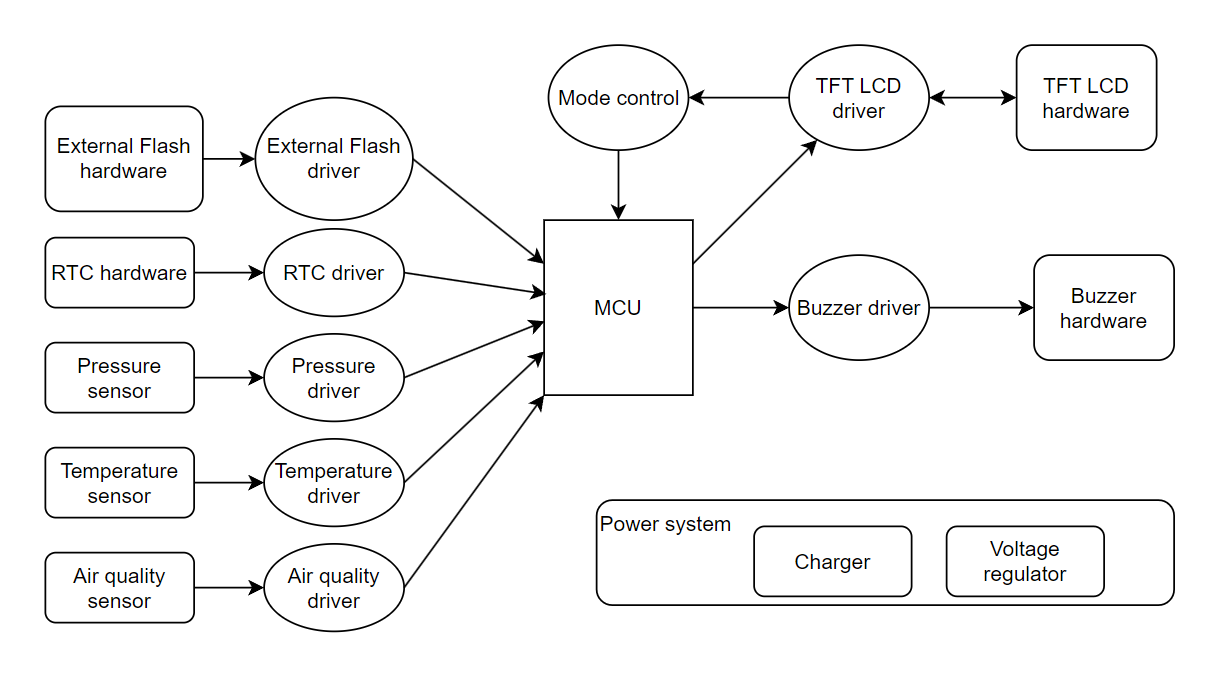 External Flash
hardware
External Flash
driver
RTC hardware
RTC driver
Pressure
sensor
Pressure
driver
Temperature
sensor
Temperature
driver
Air quality
sensor
Air quality
driver
Mode control
TFT LCD
driver
TFT LCD
hardware
MCU
Buzzer driver
Buzzer
hardware
Power system
Charger
Voltage
regulator